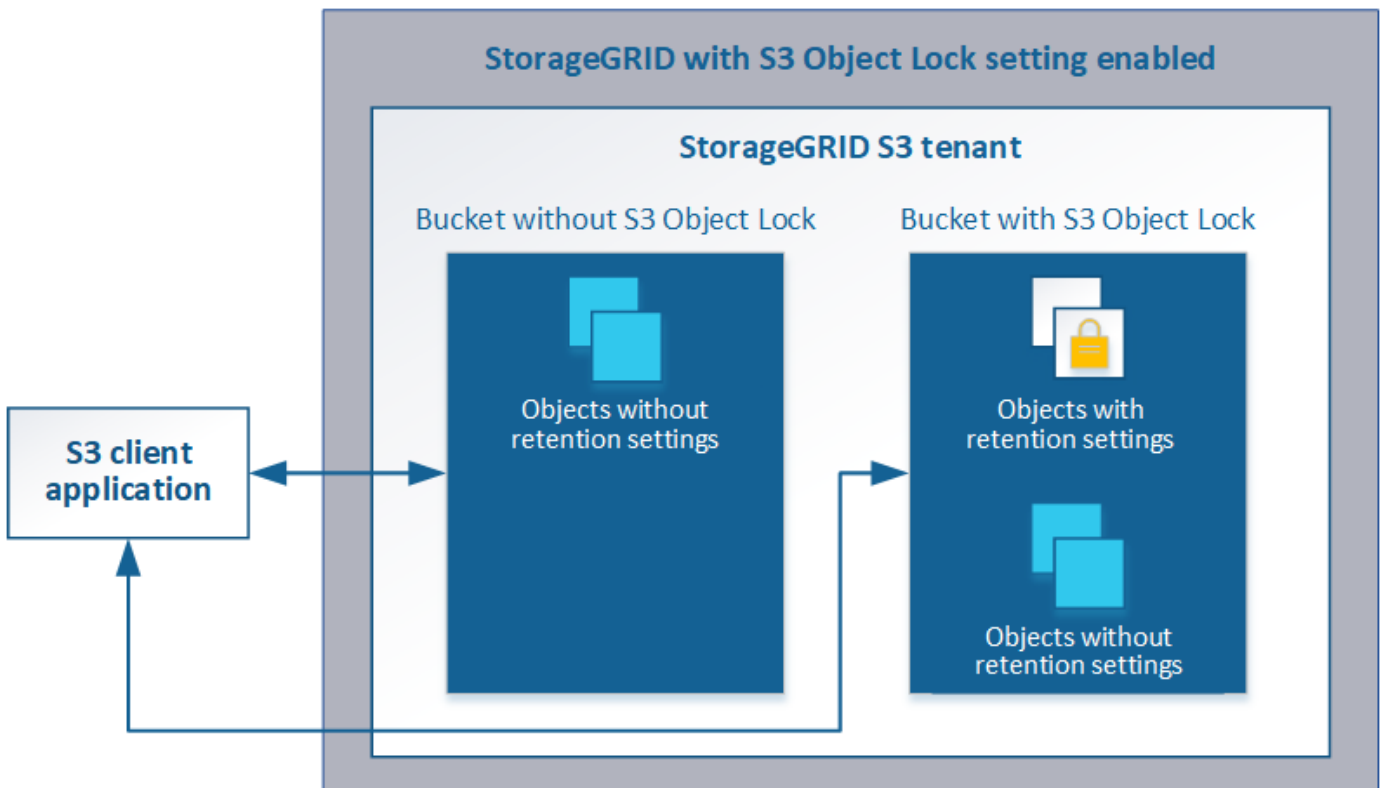 StorageGRID with S3 Object Lock setting enabled
StorageGRID S3 tenant
Bucket without S3 Object Lock
Bucket with S3 Object Lock
Objects without
retention settings
Objects with
retention settings
S3 client
application
Objects without
retention settings